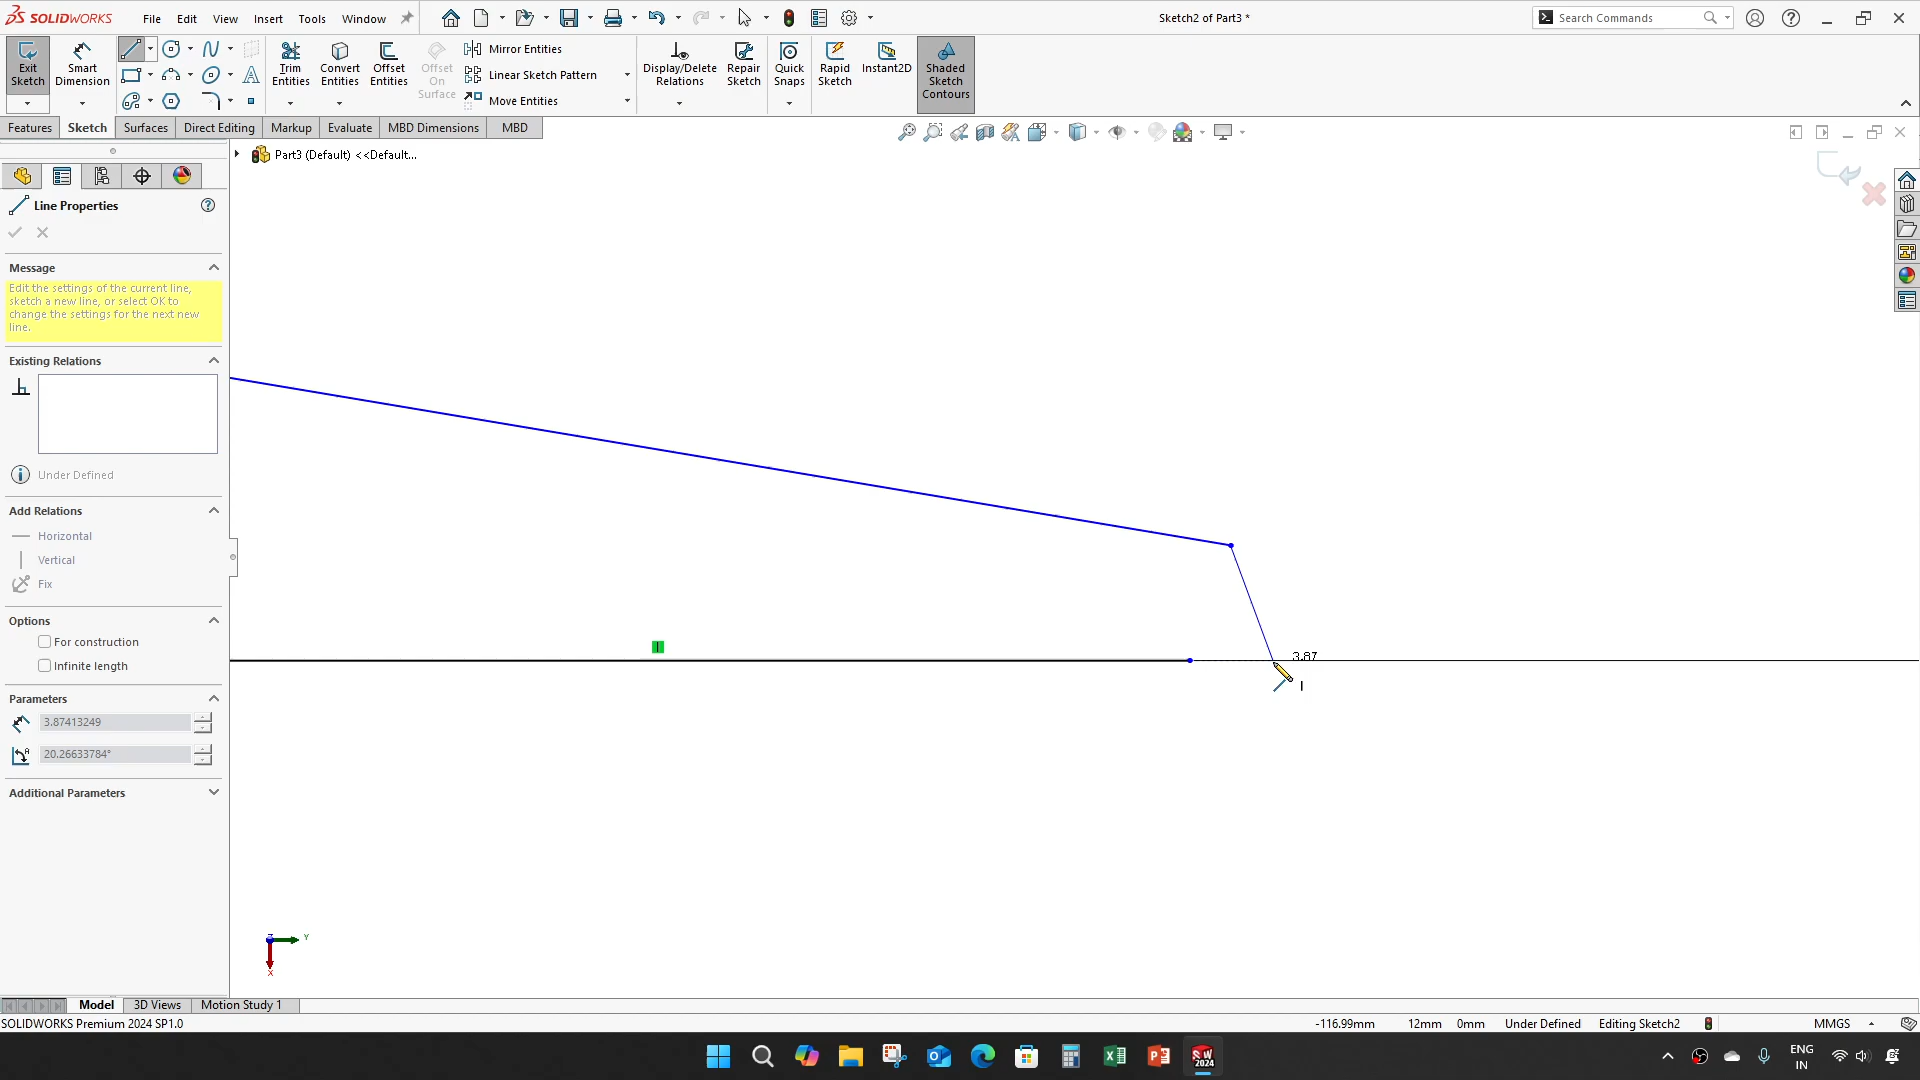 SOLIDWORKS File Edit View Insert Tools Window Sketch2 of Part3 * Search Commands
Exit Sketch
Smart Dimension
Trim Entities
Convert Entities
Offset Entities
Offset On Surface
Mirror Entities
Linear Sketch Pattern
Move Entities
Display/Delete Relations
Repair Sketch
Quick Snaps
Rapid Sketch
Instant2D
Shaded Sketch Contours
Features Sketch Surfaces Direct Editing Markup Evaluate MBD Dimensions MBD
Part3 (Default) <<Default...
Line Properties
Message
Edit the settings of the current line,
sketch a new line, or select OK to
change the settings for the next new
line.
Existing Relations
Under Defined
Add Relations
Horizontal
Vertical
Fix
Options
For construction
Infinite length
Parameters
3.87413249
20.26633784°
Additional Parameters
3.87
Z
Y
X
Model 3D Views Motion Study 1
SOLIDWORKS Premium 2024 SP1.0 -116.99mm 12mm 0mm Under Defined Editing Sketch2 MMGS
SW 2024
ENG
IN